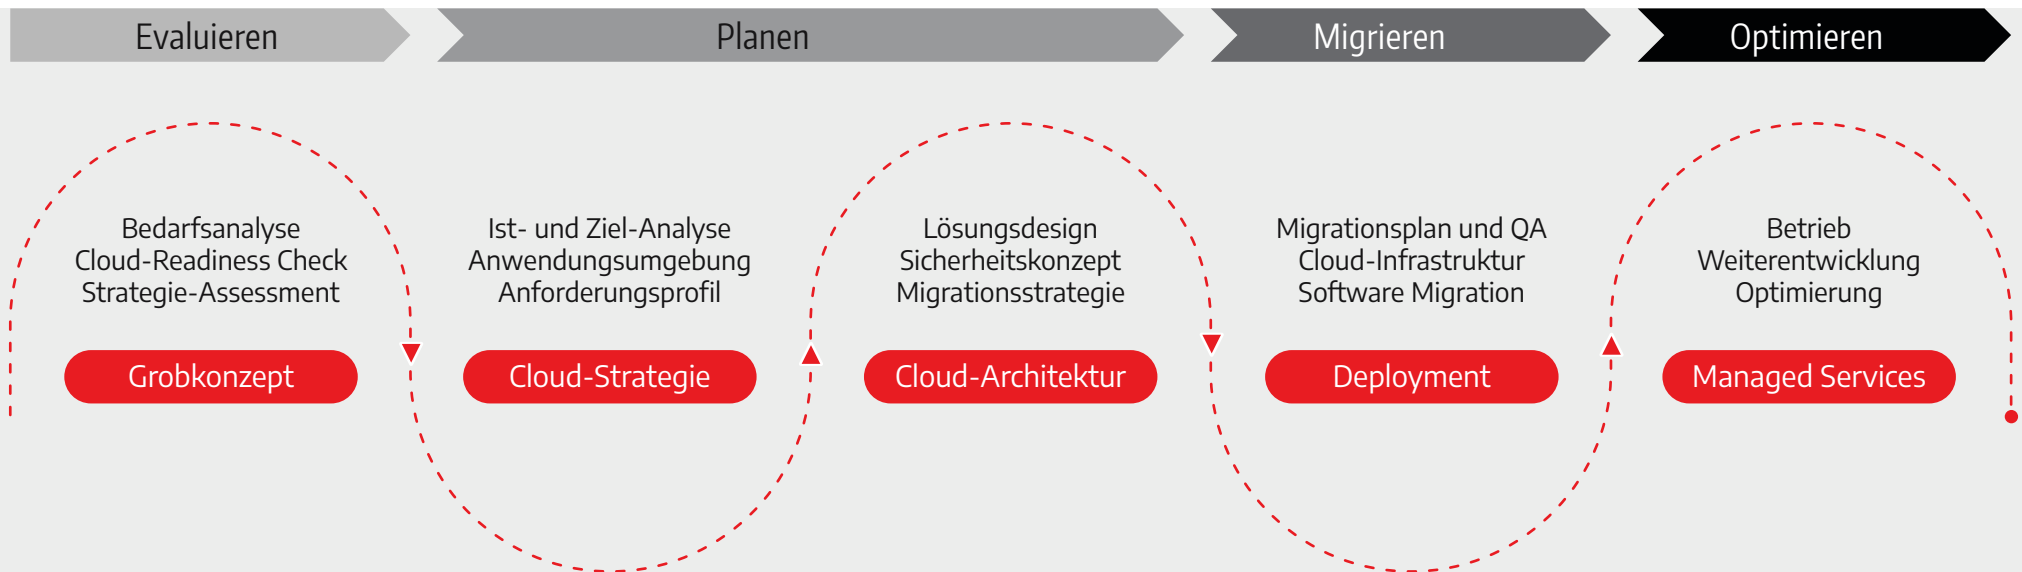 Evaluieren
Planen
Migrieren
Optimieren
Bedarfsanalyse
Cloud-Readiness Check
Strategie-Assessment
Grobkonzept
Ist- und Ziel-Analyse
Anwendungsumgebung
Anforderungsprofil
Cloud-Strategie
Lösungsdesign
Sicherheitskonzept
Migrationsstrategie
Cloud-Architektur
Migrationsplan und QA
Cloud-Infrastruktur
Software Migration
Deployment
Betrieb
Weiterentwicklung
Optimierung
Managed Services